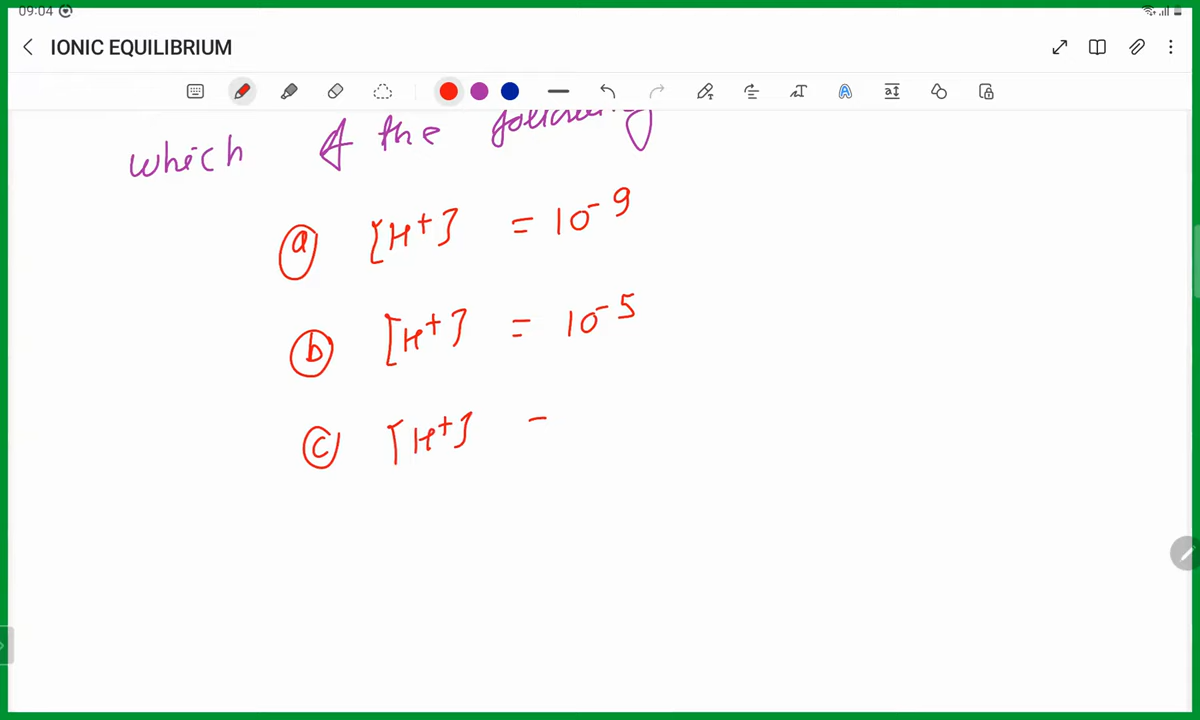 09:04
IONIC EQUILIBRIUM
which of the following
a [H+] = 10-9
b [H+] = 10-5
c [H+] -